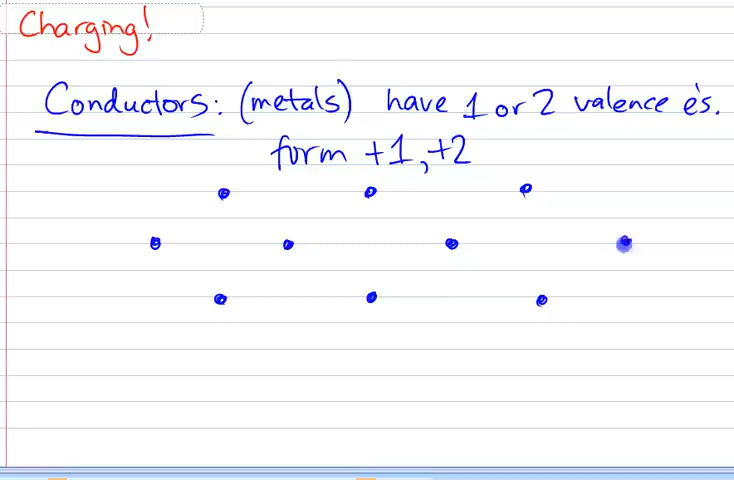 Charging!
Conductors: (metals) have 1 or 2 valence e's.
form +1, +2